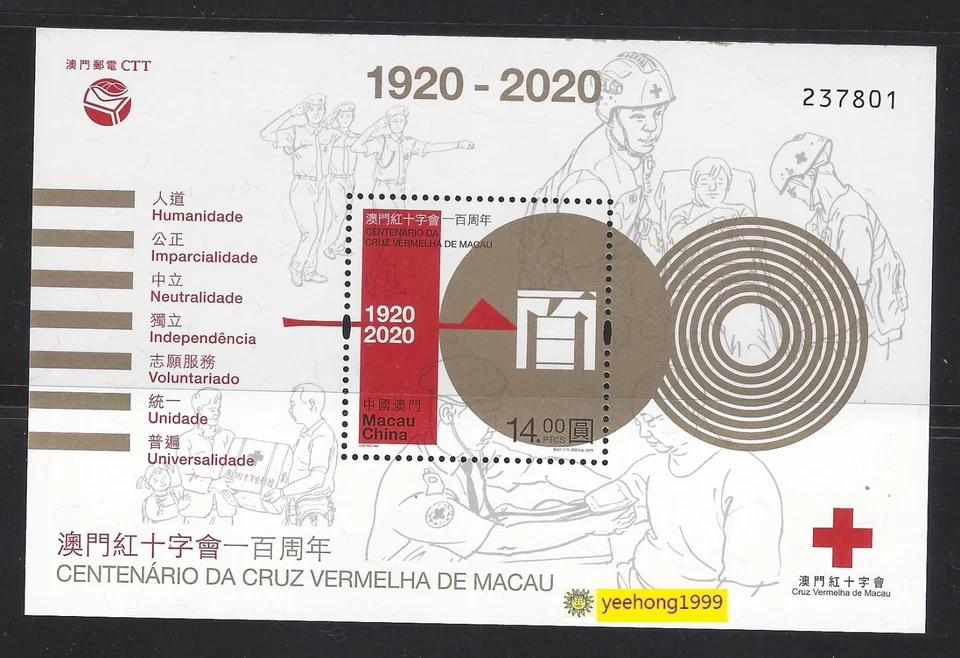 澳門郵電 CTT
1920 - 2020
237801
人道
Humanidade
公正
Imparcialidade
中立
Neutralidade
獨立
Independência
志願服務
Voluntariado
統一
Unidade
普遍
Universalidade
澳門紅十字會一百周年
CENTENÁRIO DA
CRUZ VERMELHA DE MACAU
1920
2020
百
中國澳門
Macau
China
14.00 圓
PTCS
澳門紅十字會一百周年
CENTENÁRIO DA CRUZ VERMELHA DE MACAU
澳門紅十字會
Cruz Vermelha de Macau
yeehong1999